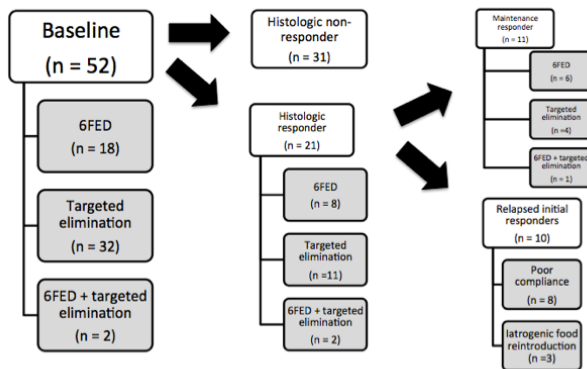 Baseline
(n = 52)
6FED
(n = 18)
Targeted
elimination
(n = 32)
6FED + targeted
elimination
(n = 2)
Histologic non-
responder
(n = 31)
Histologic
responder
(n = 21)
6FED
(n = 8)
Targeted
elimination
(n =11)
6FED + targeted
elimination
(n = 2)
Maintenance
responder
(n = 11)
6FED
(n = 6)
Targeted
elimination
(n =4)
6FED + targeted
elimination
(n = 1)
Relapsed initial
responders
(n = 10)
Poor
compliance
(n = 8)
Iatrogenic food
reintroduction
(n =3)